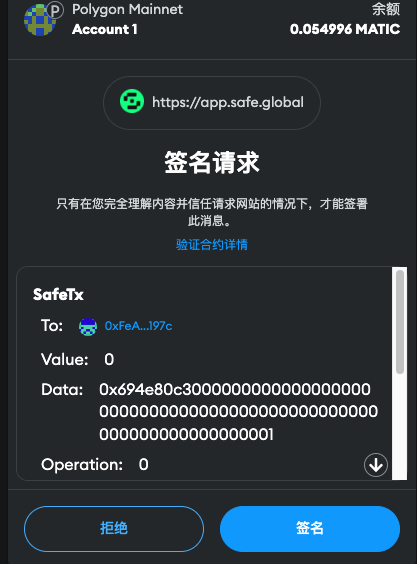 Polygon Mainnet
余额
P
Account 1
0.054996 MATIC
https://app.safe.global
签名请求
只有在您完全理解内容并信任请求网站的情况下，才能签署
此消息。
验证合约详情
SafeTx
To: 0xFeA...197c
Value: 0
Data: 0x694e80c3000000000000000000
0000000000000000000000000000
000000000000000001
Operation: 0
拒绝
签名